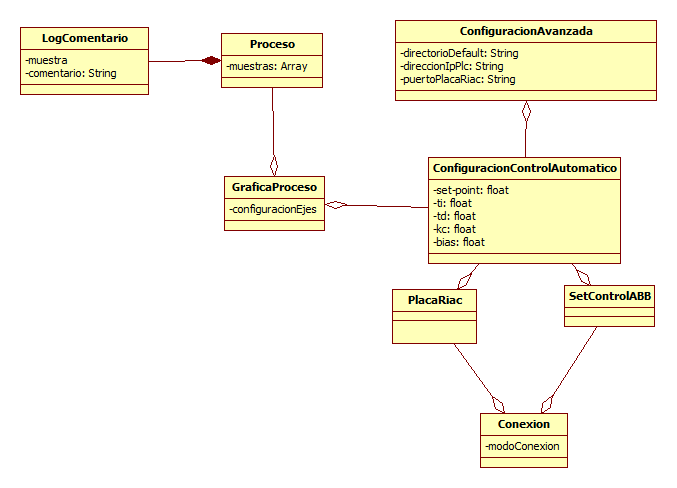 LogComentario
-muestra
-comentario: String
Proceso
-muestras: Array
ConfiguracionAvanzada
-directorioDefault: String
-direccionIpPlc: String
-puertoPlacaRiac: String
GraficaProceso
-configuracionEjes
ConfiguracionControlAutomatico
-set-point: float
-ti: float
-td: float
-kc: float
-bias: float
PlacaRiac
SetControlABB
Conexion
-modoConexion